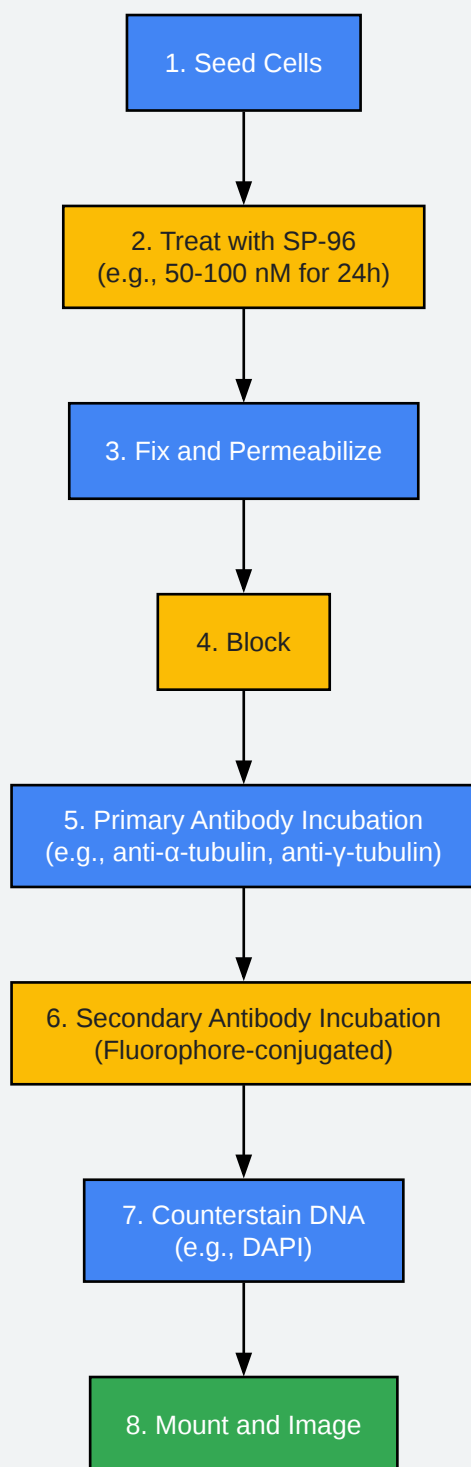 1. Seed Cells
2. Treat with SP-96
(e.g., 50-100 nM for 24h)
3. Fix and Permeabilize
4. Block
5. Primary Antibody Incubation
(e.g., anti-α-tubulin, anti-γ-tubulin)
6. Secondary Antibody Incubation
(Fluorophore-conjugated)
7. Counterstain DNA
(e.g., DAPI)
8. Mount and Image